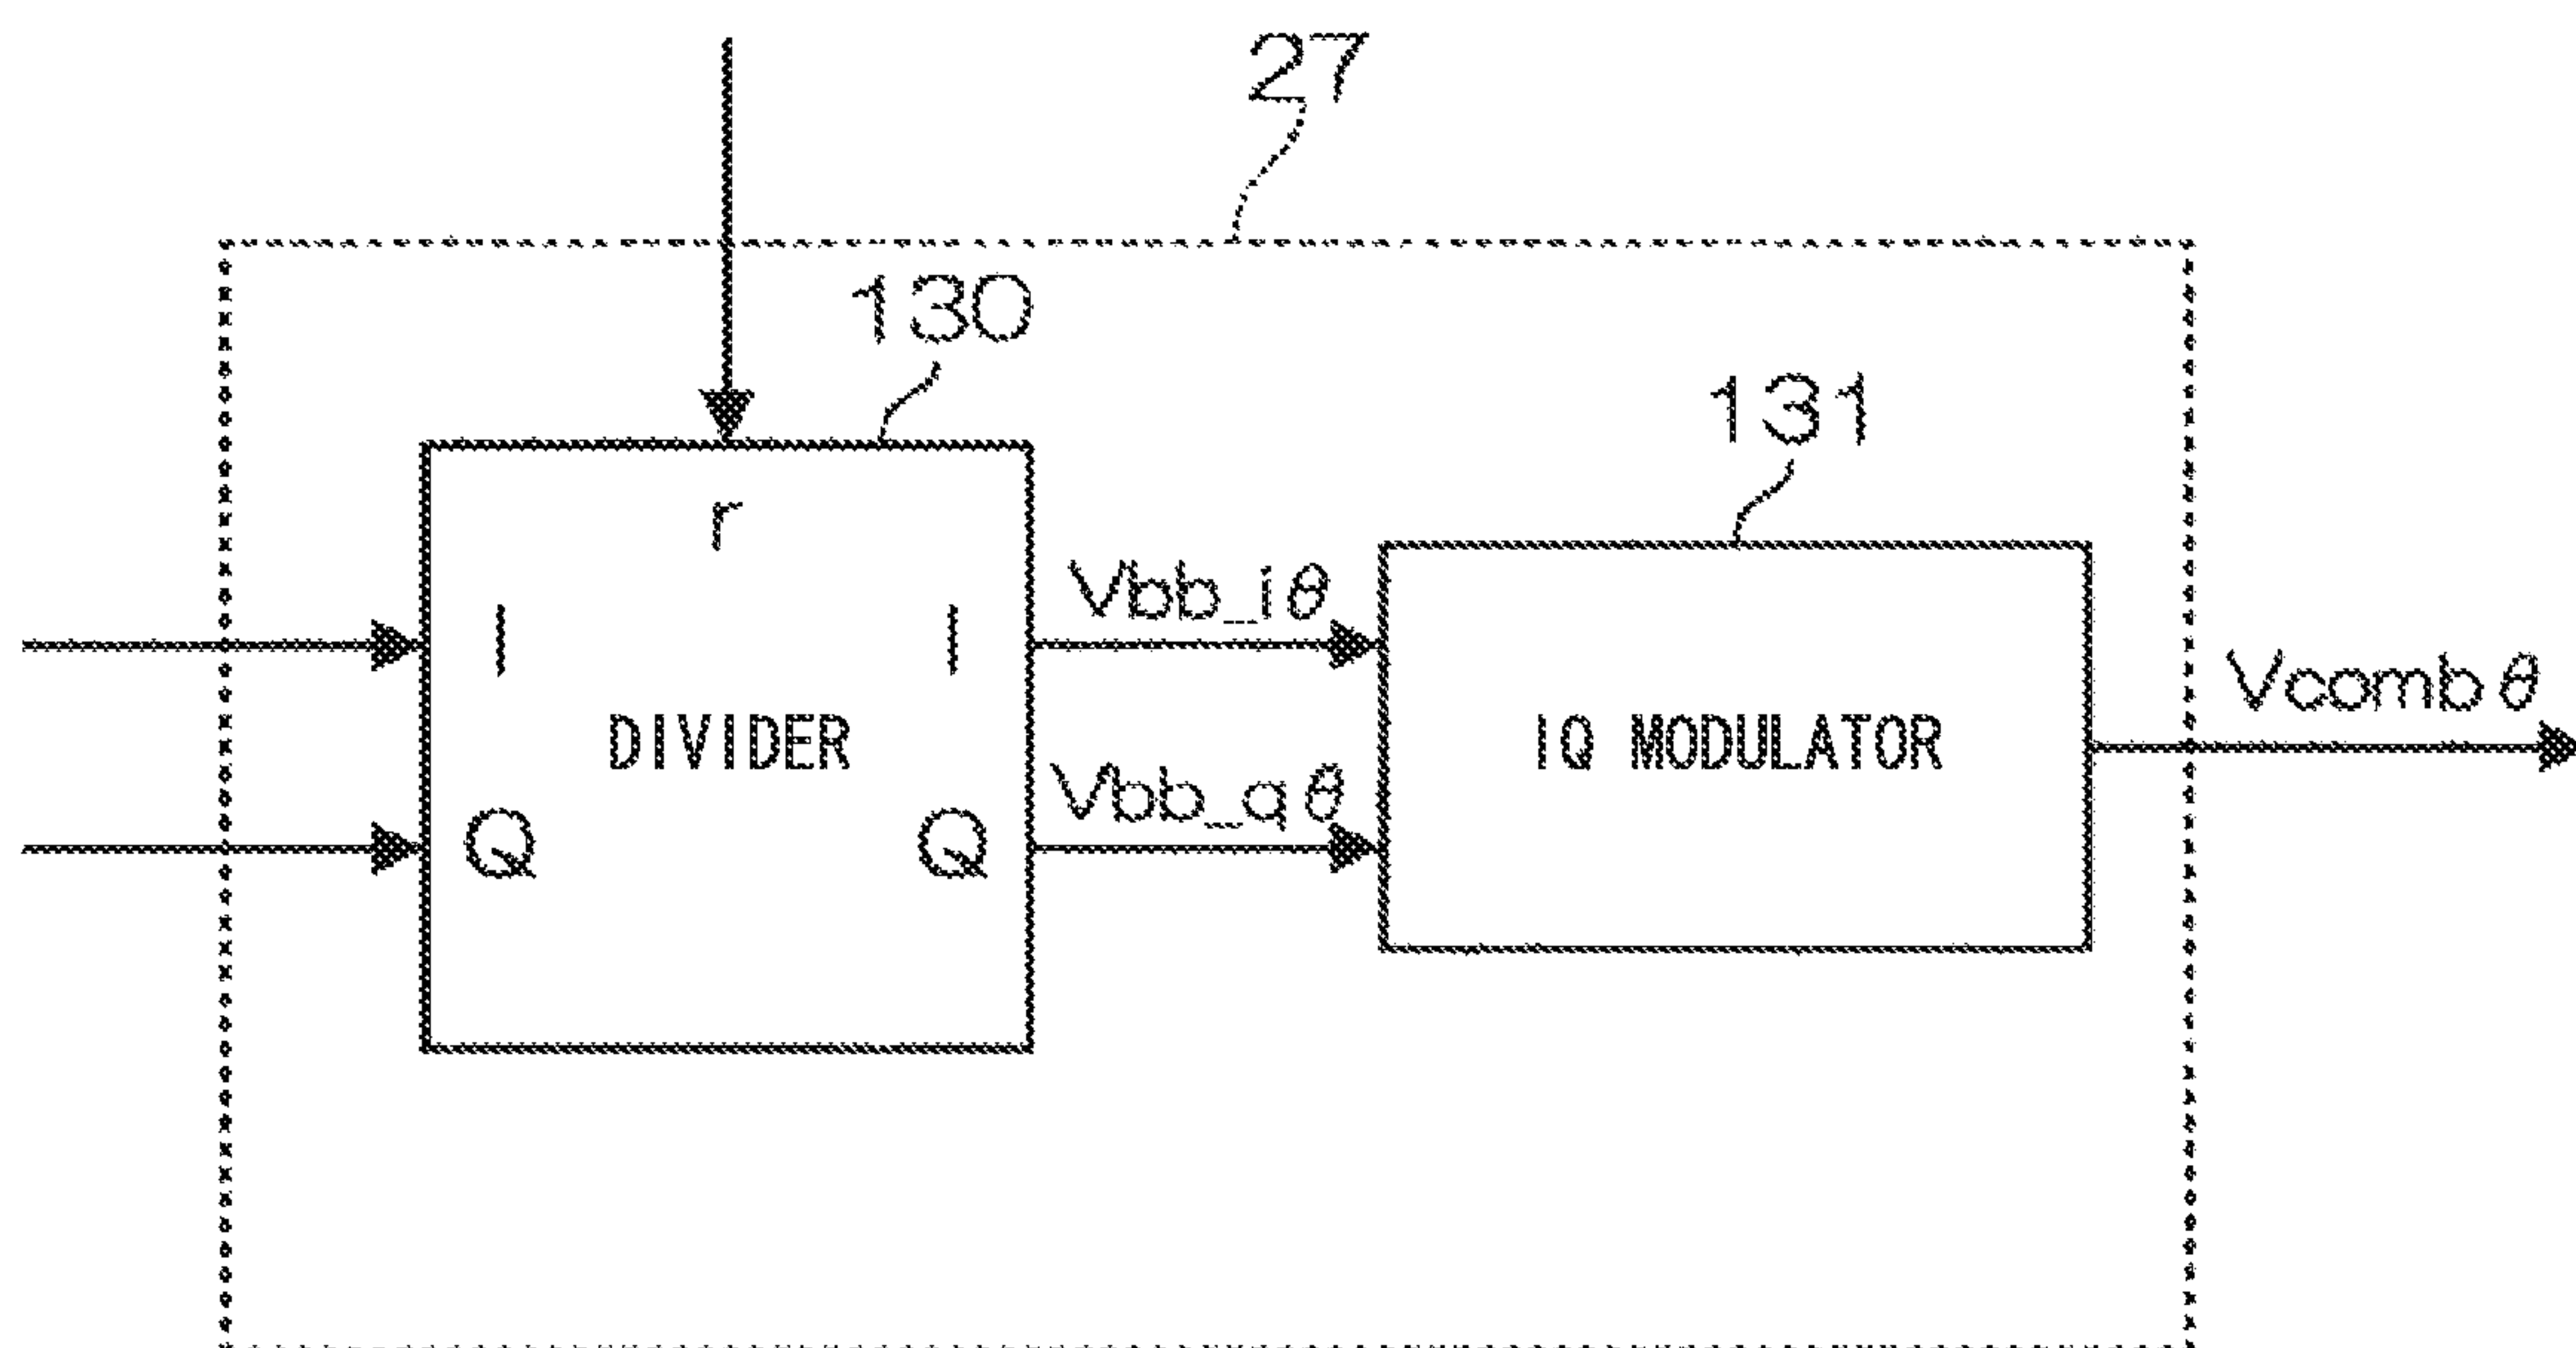 27
130
131
r
Vbb_iθ
I I
Vcombθ
DIVIDER
IQ MODULATOR
Vbb_qθ
Q Q